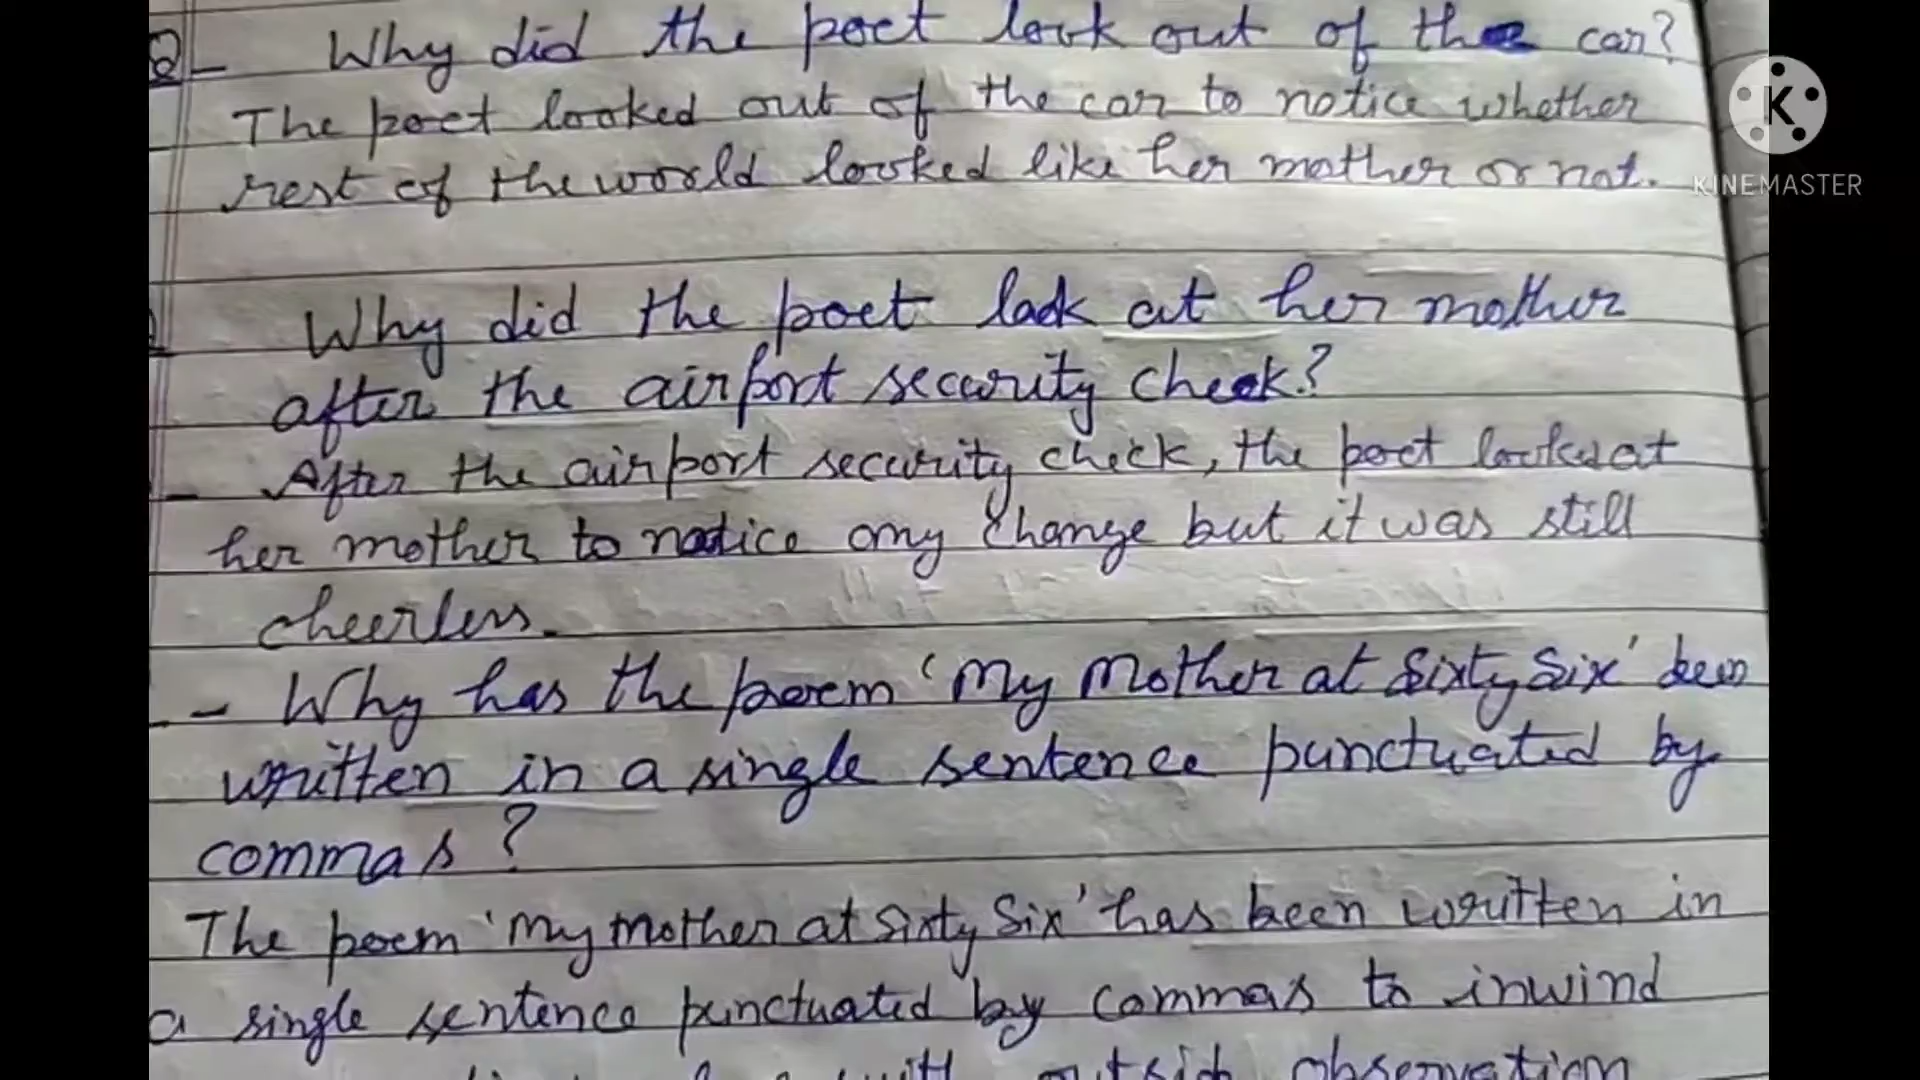 Q - Why did the poet look out of the car?
The poet looked out of the car to notice whether
rest of the world looked like her mother or not.
KINEMASTER
Why did the poet look at her mother
after the airport security check?
- After the airport security check, the poet looked at
her mother to notice any change but it was still
cheerless.
- Why has the poem 'My Mother at Sixty Six' been
written in a single sentence punctuated by
commas?
The poem 'My mother at Sixty Six' has been written in
a single sentence punctuated by commas to inwind
outside observation